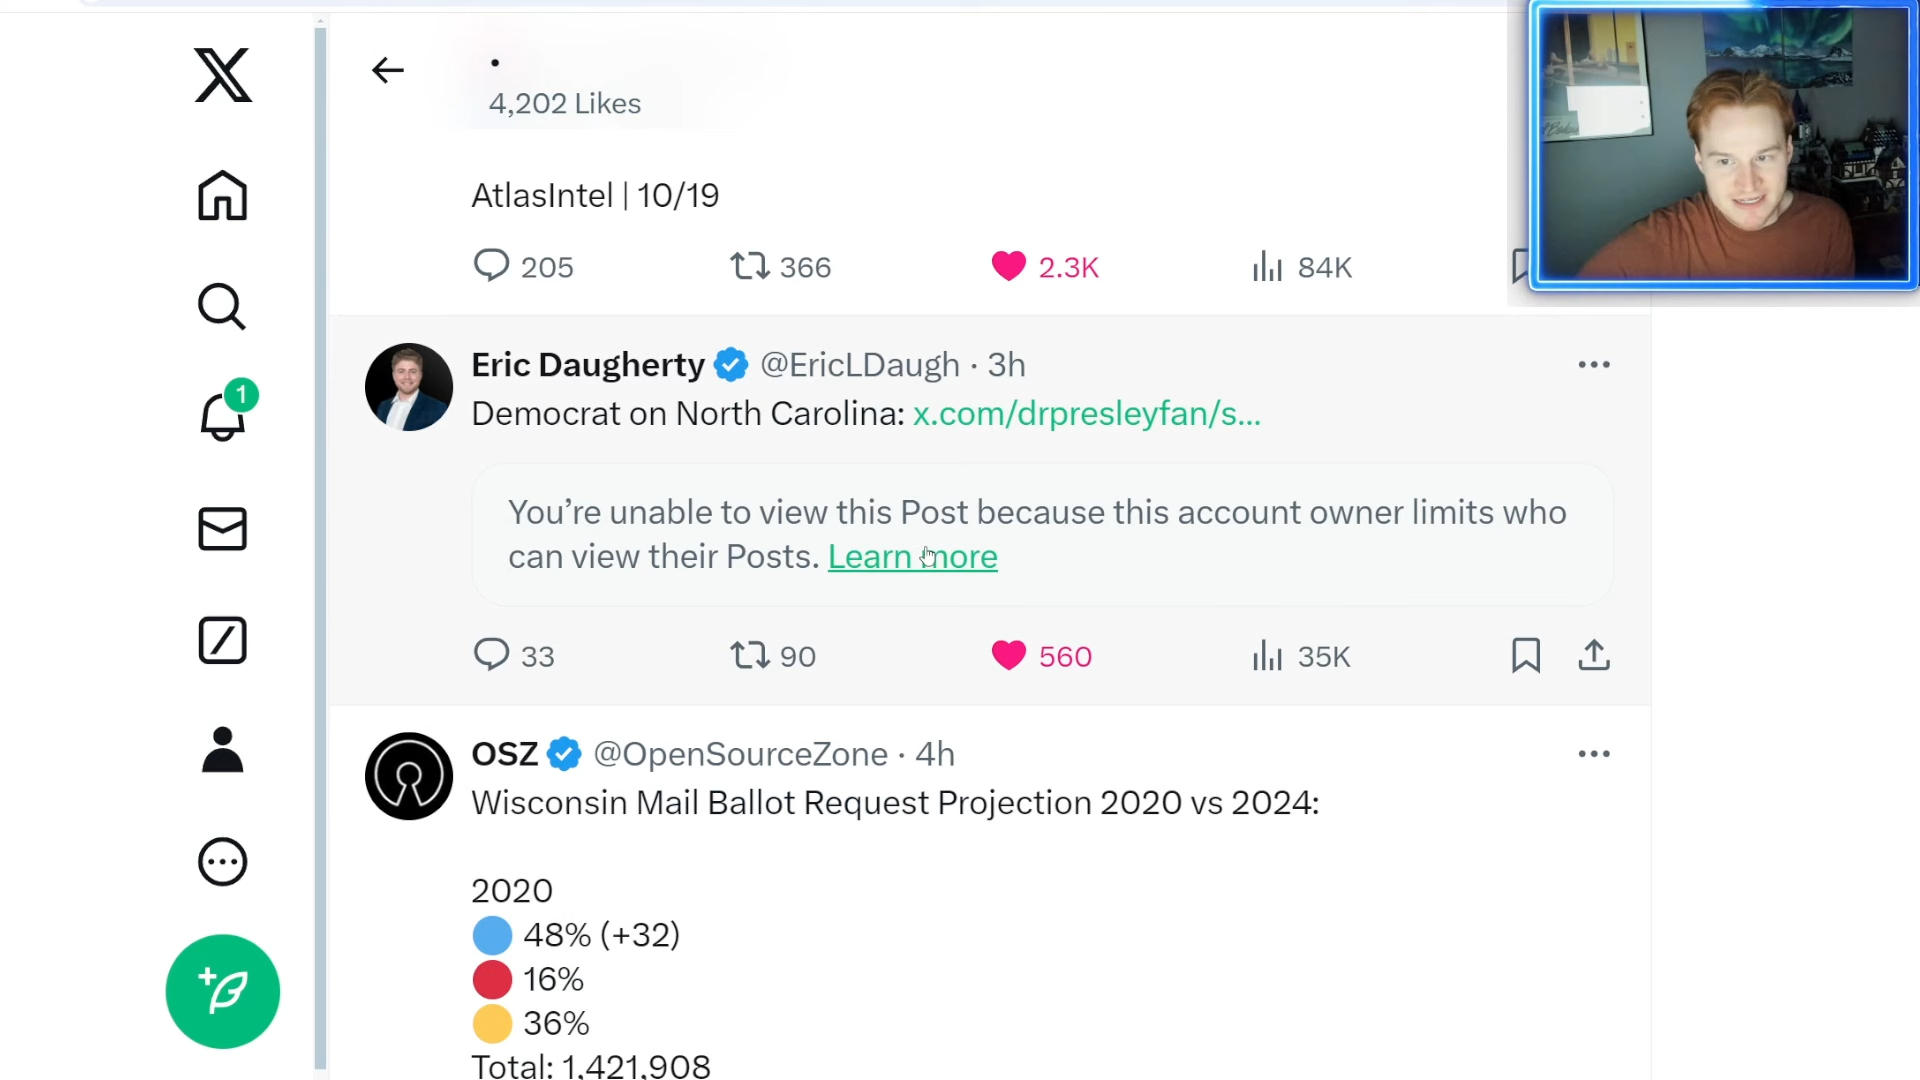 .
4,202 Likes
AtlasIntel | 10/19
205 366 2.3K 84K
Eric Daugherty @EricLDaugh · 3h
Democrat on North Carolina: x.com/drpresleyfan/s...
You’re unable to view this Post because this account owner limits who
can view their Posts. Learn more
33 90 560 35K
1
OSZ @OpenSourceZone · 4h
Wisconsin Mail Ballot Request Projection 2020 vs 2024:
2020
48% (+32)
16%
36%
Total: 1,421,908